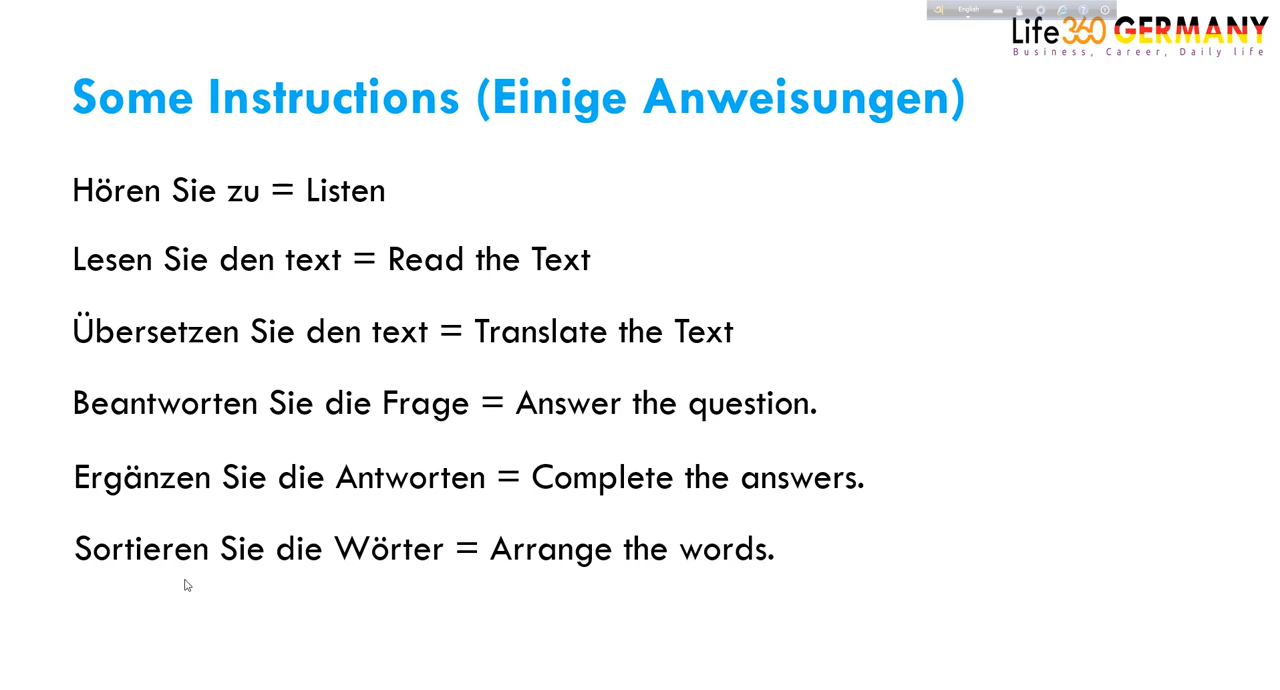 English
Life360 GERMANY
Business, Career, Daily life
Some Instructions (Einige Anweisungen)
Hören Sie zu = Listen
Lesen Sie den text = Read the Text
Übersetzen Sie den text = Translate the Text
Beantworten Sie die Frage = Answer the question.
Ergänzen Sie die Antworten = Complete the answers.
Sortieren Sie die Wörter = Arrange the words.